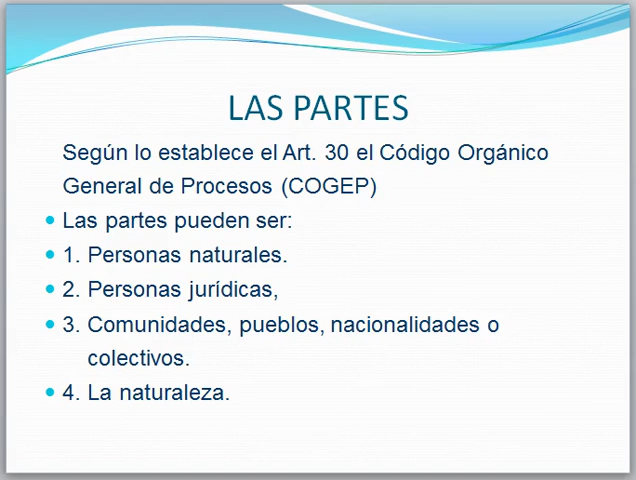 LAS PARTES
Según lo establece el Art. 30 el Código Orgánico
General de Procesos (COGEP)
Las partes pueden ser:
1. Personas naturales.
2. Personas jurídicas,
3. Comunidades, pueblos, nacionalidades o
colectivos.
4. La naturaleza.